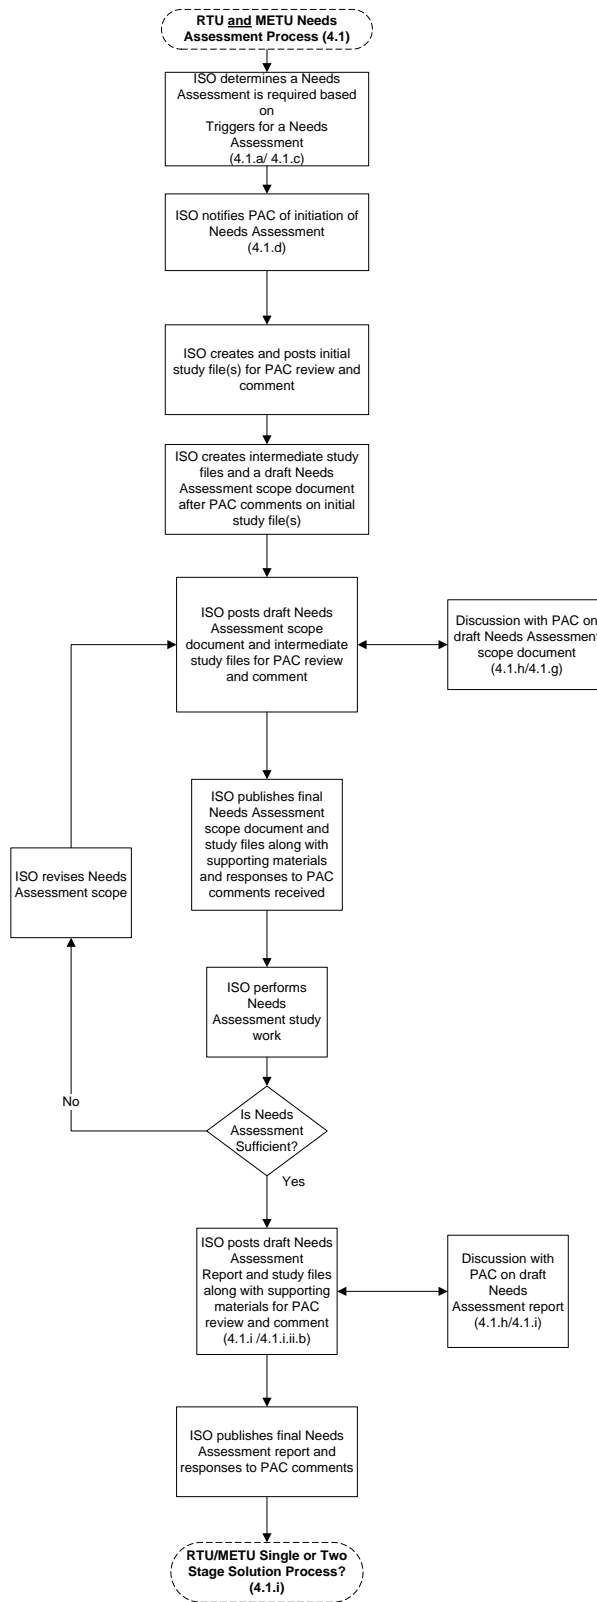 RTU and METU Needs
Assessment Process (4.1)
ISO determines a Needs
Assessment is required based
on
Triggers for a Needs
Assessment
(4.1.a/ 4.1.c)
ISO notifies PAC of initiation of
Needs Assessment
(4.1.d)
ISO creates and posts initial
study file(s) for PAC review and
comment
ISO creates intermediate study
files and a draft Needs
Assessment scope document
after PAC comments on initial
study file(s)
ISO posts draft Needs
Assessment scope
document and intermediate
study files for PAC review
and comment
Discussion with PAC on
draft Needs Assessment
scope document
(4.1.h/4.1.g)
ISO publishes final
Needs Assessment
scope document and
study files along with
supporting materials
and responses to PAC
comments received
ISO revises Needs
Assessment scope
ISO performs
Needs
Assessment study
work
No
Is Needs
Assessment
Sufficient?
Yes
ISO posts draft Needs
Assessment
Report and study files
along with supporting
materials for PAC
review and comment
(4.1.i /4.1.i.ii.b)
Discussion with
PAC on draft
Needs
Assessment report
(4.1.h/4.1.i)
ISO publishes final Needs
Assessment report and
responses to PAC comments
RTU/METU Single or Two
Stage Solution Process?
(4.1.i)